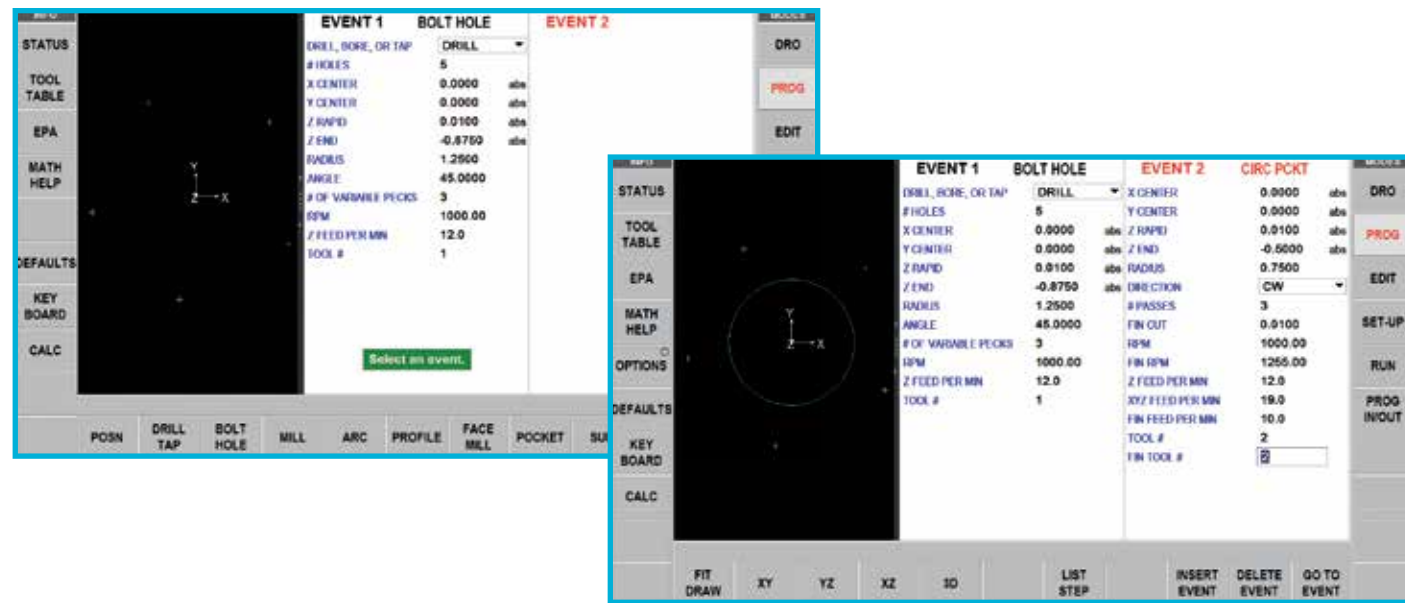 INFO
STATUS
TOOL
TABLE
EPA
MATH
HELP
DEFAULTS
KEY
BOARD
CALC
Y
Z X
EVENT 1 BOLT HOLE
DRILL, BORE, OR TAP DRILL
# HOLES 5
X CENTER 0.0000 abs
Y CENTER 0.0000 abs
Z RAPID 0.0100 abs
Z END -0.8750 abs
RADIUS 1.2500
ANGLE 45.0000
# OF VARIABLE PECKS 3
RPM 1000.00
Z FEED PER MIN 12.0
TOOL # 1
Select an event.
EVENT 2
MODES
DRO
PROG
EDIT
POSN
DRILL
TAP
BOLT
HOLE
MILL
ARC
PROFILE
FACE
MILL
POCKET
INFO
STATUS
TOOL
TABLE
EPA
MATH
HELP
OPTIONS
DEFAULTS
KEY
BOARD
CALC
Y
Z X
EVENT 1 BOLT HOLE
DRILL, BORE, OR TAP DRILL
# HOLES 5
X CENTER 0.0000 abs
Y CENTER 0.0000 abs
Z RAPID 0.0100 abs
Z END -0.8750 abs
RADIUS 1.2500
ANGLE 45.0000
# OF VARIABLE PECKS 3
RPM 1000.00
Z FEED PER MIN 12.0
TOOL # 1
EVENT 2 CIRC PCKT
X CENTER 0.0000 abs
Y CENTER 0.0000 abs
Z RAPID 0.0100 abs
Z END -0.5000 abs
RADIUS 0.7500
DIRECTION CW
# PASSES 3
FIN CUT 0.0100
RPM 1000.00
FIN RPM 1255.00
Z FEED PER MIN 12.0
XYZ FEED PER MIN 19.0
FIN FEED PER MIN 10.0
TOOL # 2
FIN TOOL # 2
MODES
DRO
PROG
EDIT
SET-UP
RUN
PROG
IN/OUT
FIT
DRAW
XY
YZ
XZ
3D
LIST
STEP
INSERT
EVENT
DELETE
EVENT
GO TO
EVENT